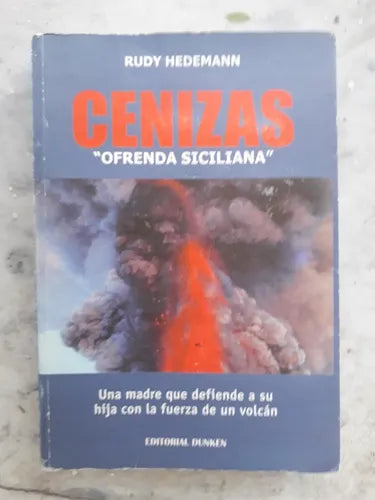 RUDY HEDEMANN
CENIZAS
"OFRENDA SICILIANA"
Una madre que defiende a su
hija con la fuerza de un volcán
EDITORIAL DUNKEN